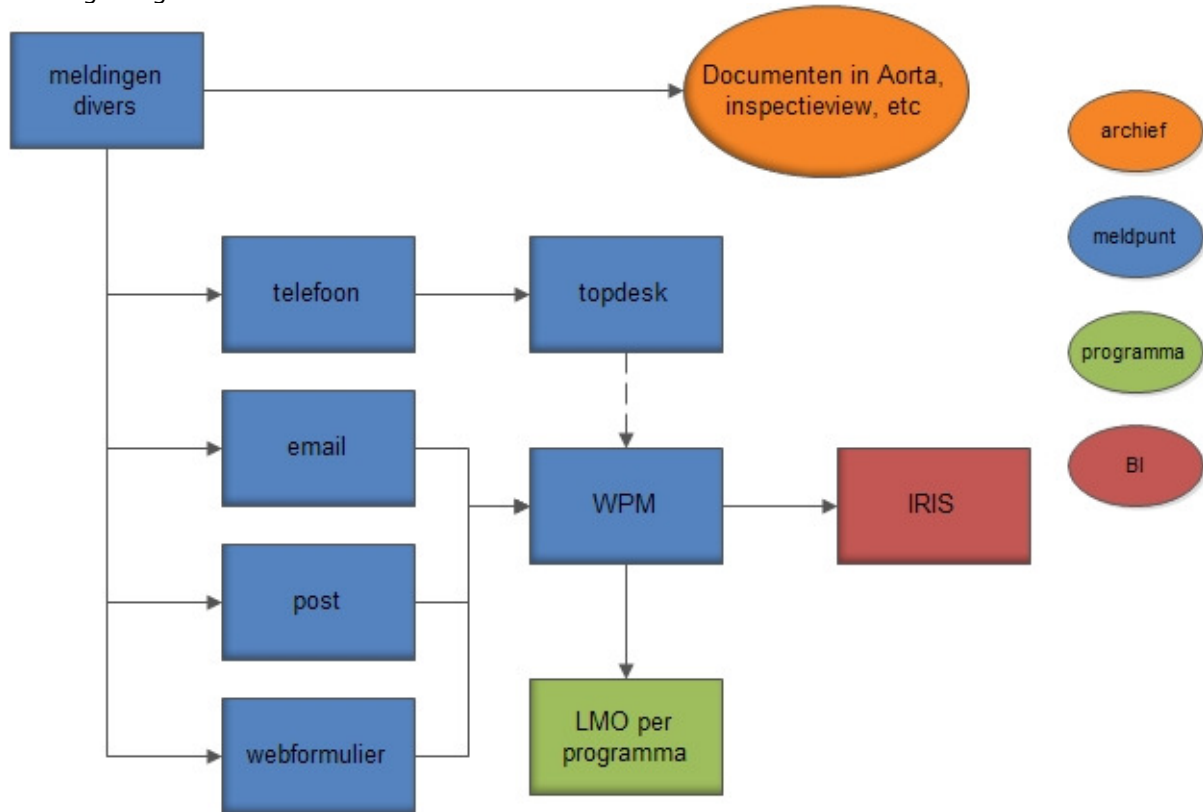 meldingen
divers
Documenten in Aorta,
inspectieview, etc
archief
meldpunt
telefoon
topdesk
programma
email
BI
WPM
IRIS
post
LMO per
programma
webformulier